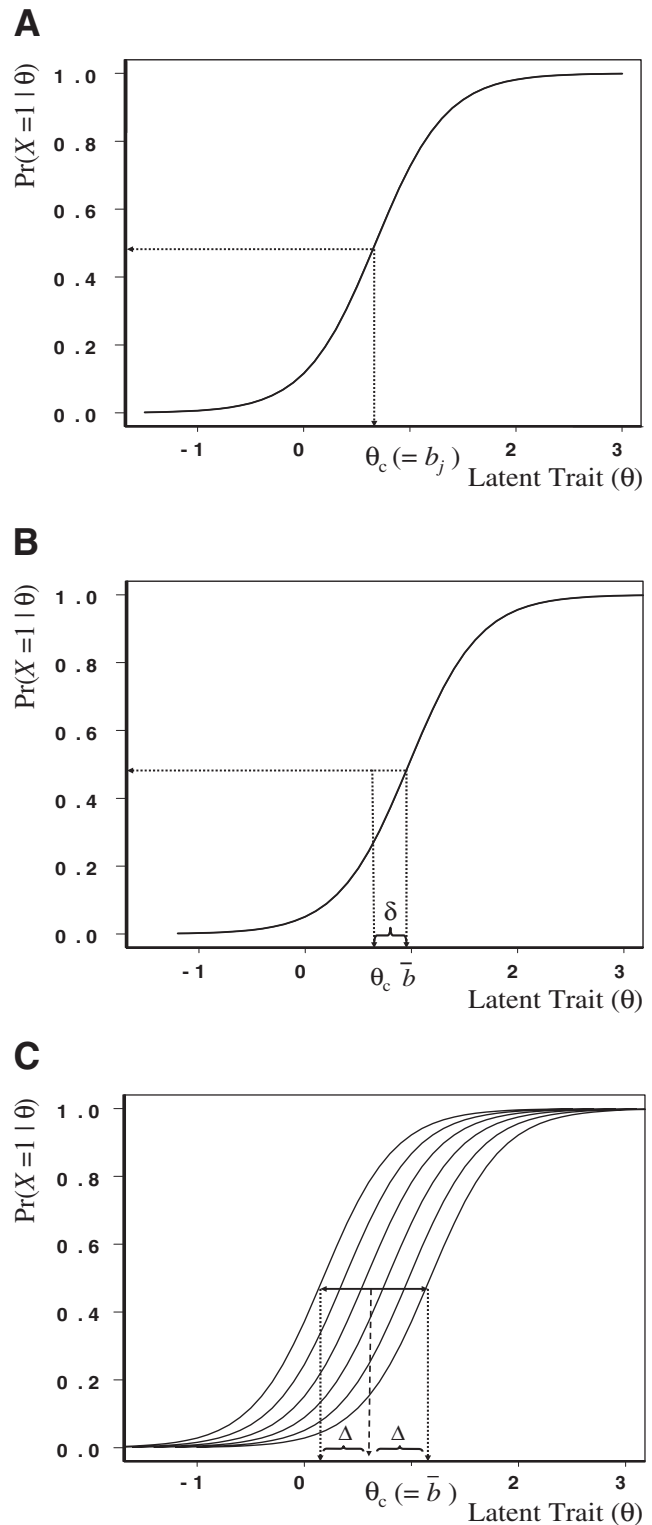 A
Pr(X =1 | θ)
1.0
0.8
0.6
0.4
0.2
0.0
-1 0 2 3
θc (= bj )
Latent Trait (θ)
B
Pr(X =1 | θ)
1.0
0.8
0.6
0.4
0.2
0.0
δ
-1 0 2 3
θc b̅
Latent Trait (θ)
C
Pr(X =1 | θ)
1.0
0.8
0.6
0.4
0.2
0.0
Δ Δ
-1 0 2 3
θc (= b̅ )
Latent Trait (θ)